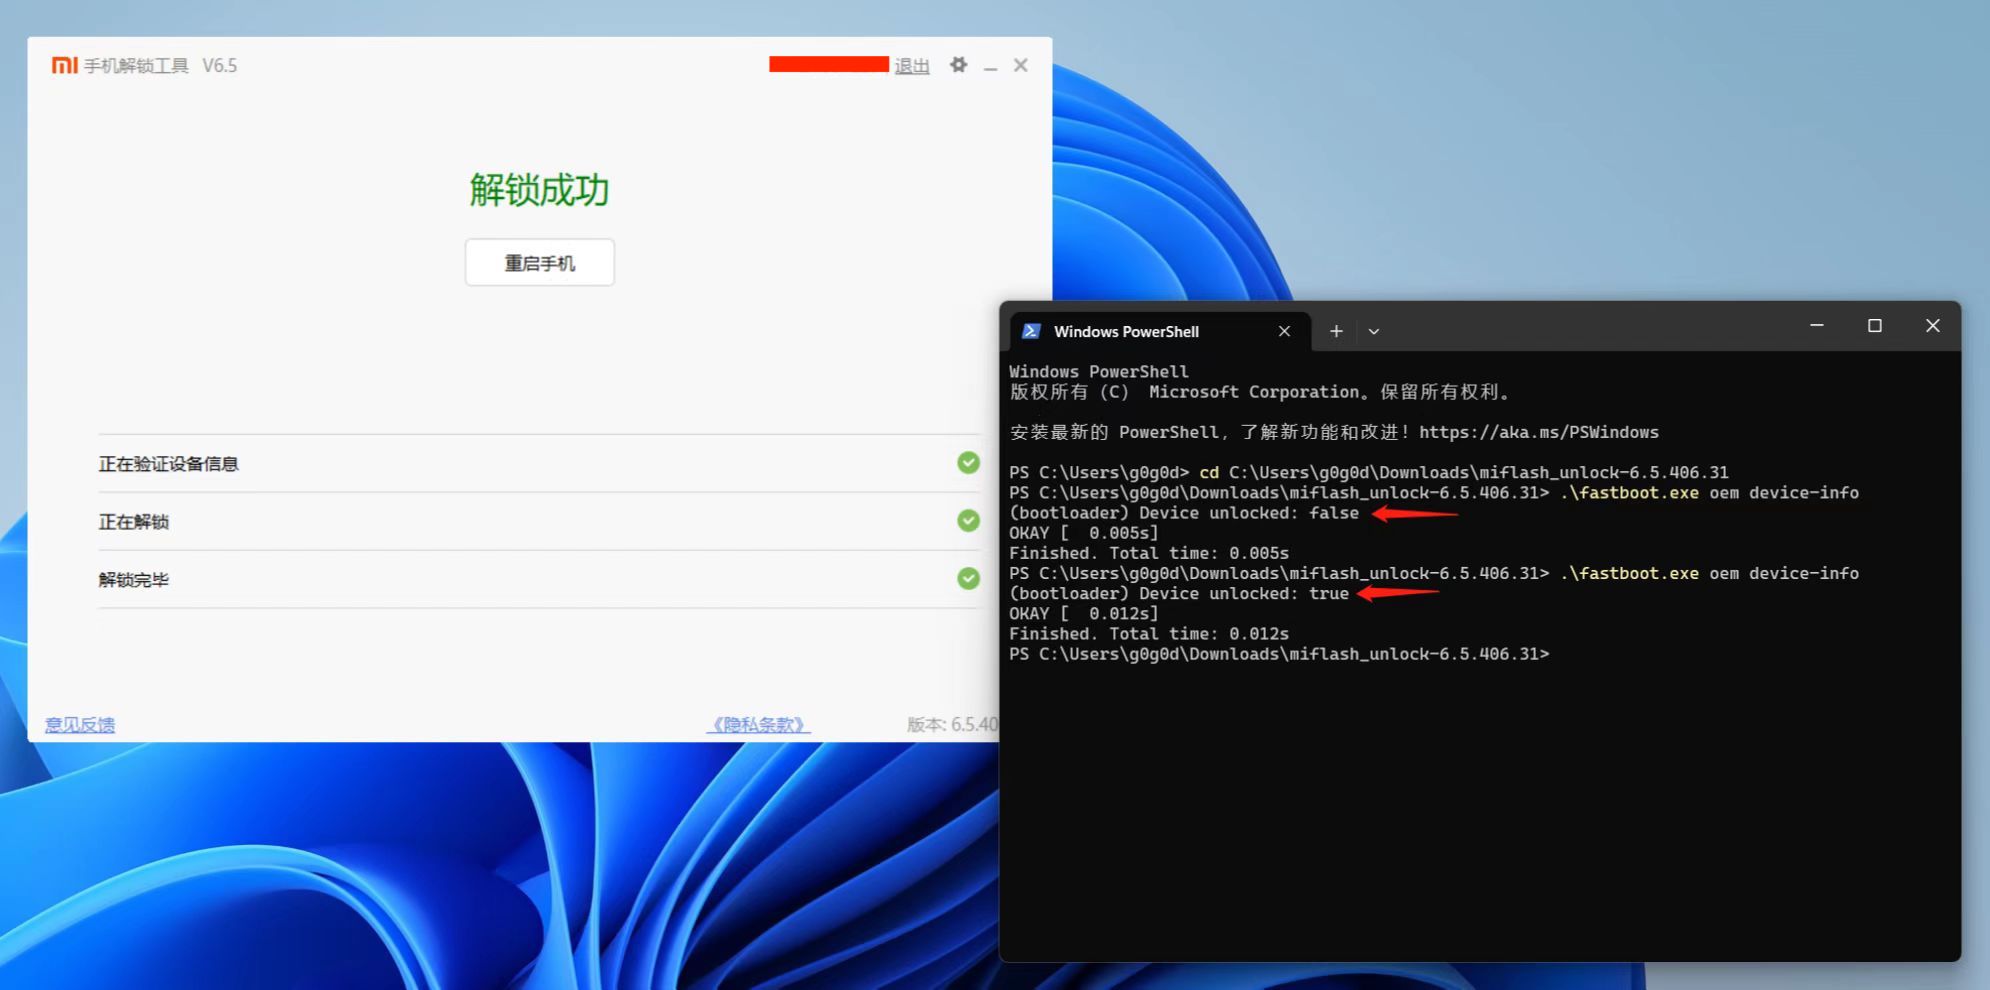 手机解锁工具 V6.5
退出
解锁成功
重启手机
正在验证设备信息
正在解锁
解锁完毕
意见反馈
《隐私条款》
版本: 6.5.40
Windows PowerShell
Windows PowerShell
版权所有 (C) Microsoft Corporation。保留所有权利。
安装最新的 PowerShell，了解新功能和改进！https://aka.ms/PSWindows
PS C:\Users\g0g0d> cd C:\Users\g0g0d\Downloads\miflash_unlock-6.5.406.31
PS C:\Users\g0g0d\Downloads\miflash_unlock-6.5.406.31> .\fastboot.exe oem device-info
(bootloader) Device unlocked: false
OKAY [  0.005s]
Finished. Total time: 0.005s
PS C:\Users\g0g0d\Downloads\miflash_unlock-6.5.406.31> .\fastboot.exe oem device-info
(bootloader) Device unlocked: true
OKAY [  0.012s]
Finished. Total time: 0.012s
PS C:\Users\g0g0d\Downloads\miflash_unlock-6.5.406.31>